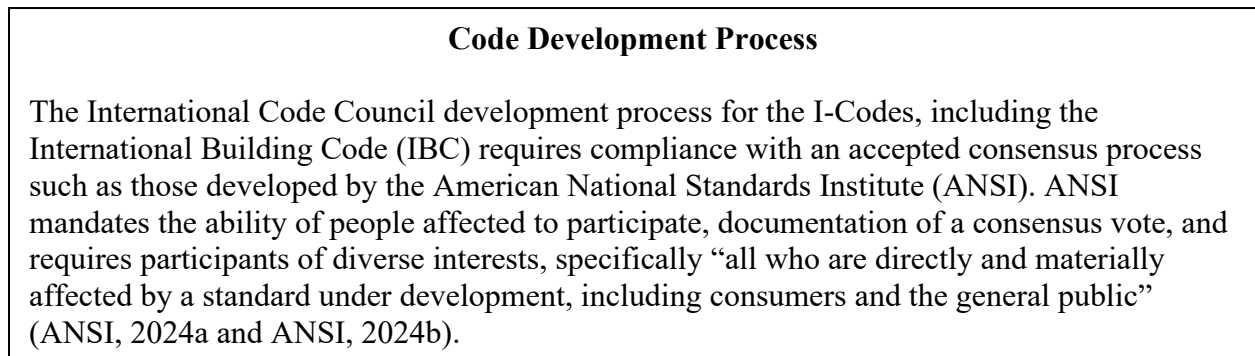 Code Development Process
The International Code Council development process for the I-Codes, including the
International Building Code (IBC) requires compliance with an accepted consensus process
such as those developed by the American National Standards Institute (ANSI). ANSI
mandates the ability of people affected to participate, documentation of a consensus vote, and
requires participants of diverse interests, specifically “all who are directly and materially
affected by a standard under development, including consumers and the general public”
(ANSI, 2024a and ANSI, 2024b).